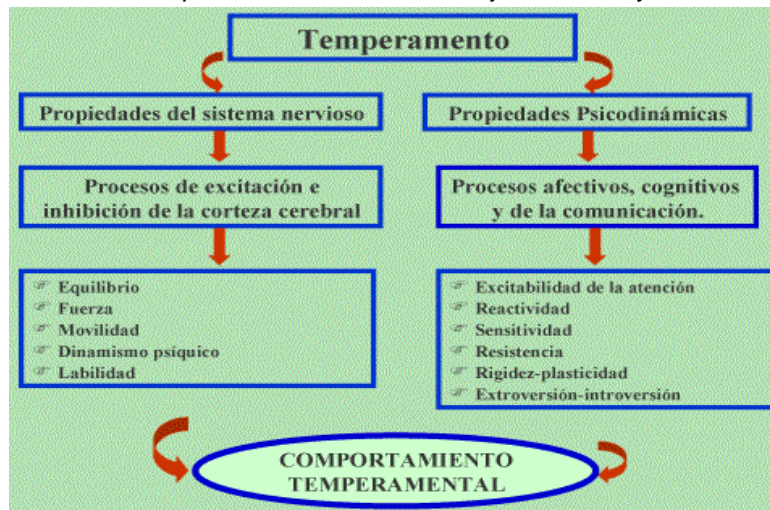 Temperamento
Propiedades del sistema nervioso
Propiedades Psicodinámicas
Procesos de excitación e
inhibición de la corteza cerebral
Procesos afectivos, cognitivos
y de la comunicación.
Equilibrio
Fuerza
Movilidad
Dinamismo psíquico
Labilidad
Excitabilidad de la atención
Reactividad
Sensitividad
Resistencia
Rigidez-plasticidad
Extroversión-introversión
COMPORTAMIENTO
TEMPERAMENTAL